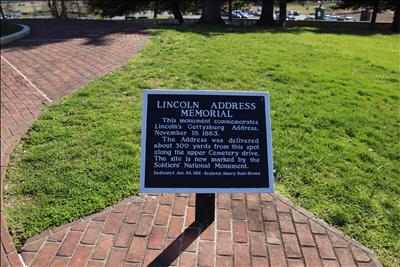 LINCOLN ADDRESS
MEMORIAL
This monument commemorates
Lincoln's Gettysburg Address,
November 19, 1863.
The Address was delivered
about 300 yards from this spot
along the upper Cemetery drive.
The site is now marked by the
Soldiers' National Monument.
Dedicated Jan. 24, 1912 - Sculptor, Henry Bush-Brown